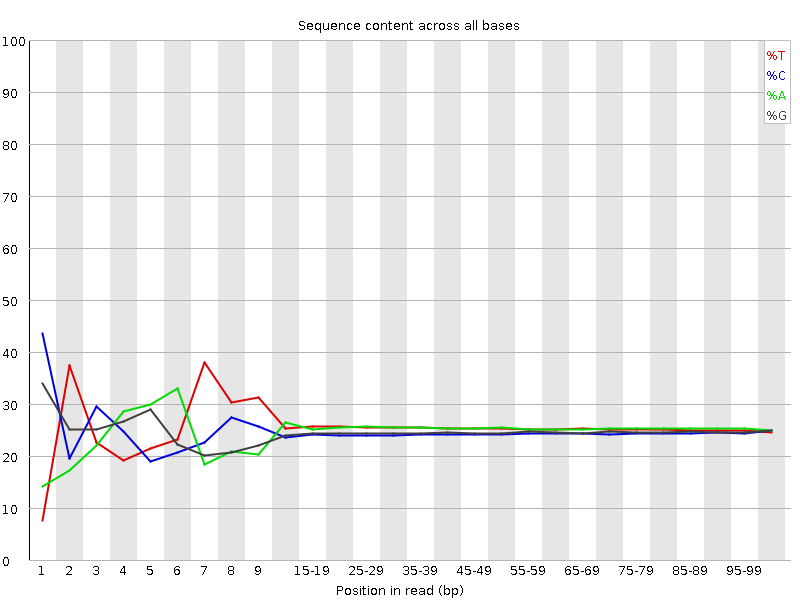 Sequence content across all bases
100
90
80
70
60
50
40
30
20
10
0
%T
%C
%A
%G
1 2 3 4 5 6 7 8 9 15-19 25-29 35-39 45-49 55-59 65-69 75-79 85-89 95-99
Position in read (bp)